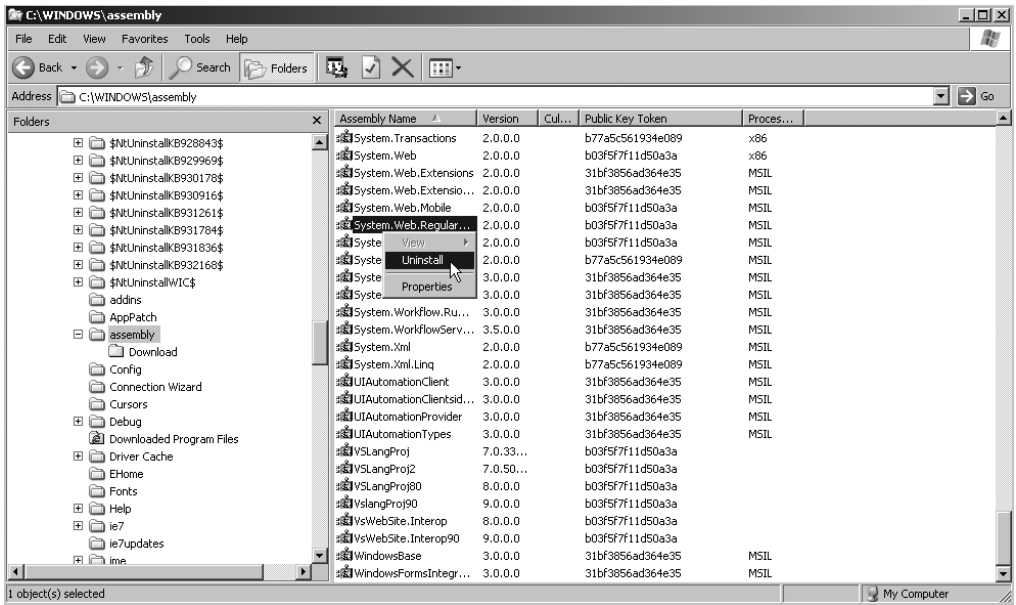 C:\WINDOWS\assembly
File Edit View Favorites Tools Help
Back Search Folders
Address C:\WINDOWS\assembly Go
Folders
$NtUninstallKB928843$
$NtUninstallKB929969$
$NtUninstallKB930178$
$NtUninstallKB930916$
$NtUninstallKB931261$
$NtUninstallKB931784$
$NtUninstallKB931836$
$NtUninstallKB932168$
$NtUninstallWIC$
addins
AppPatch
assembly
Download
Config
Connection Wizard
Cursors
Debug
Downloaded Program Files
Driver Cache
EHome
Fonts
Help
ie7
ie7updates
ime
Assembly Name Version Cul... Public Key Token Proces...
System.Transactions 2.0.0.0 b77a5c561934e089 x86
System.Web 2.0.0.0 b03f5f7f11d50a3a x86
System.Web.Extensions 2.0.0.0 31bf3856ad364e35 MSIL
System.Web.Extensio... 2.0.0.0 31bf3856ad364e35 MSIL
System.Web.Mobile 2.0.0.0 b03f5f7f11d50a3a MSIL
System.Web.Regular... 2.0.0.0 b03f5f7f11d50a3a MSIL
Syste 2.0.0.0 b03f5f7f11d50a3a MSIL
Syste 2.0.0.0 b77a5c561934e089 MSIL
Syste 3.0.0.0 31bf3856ad364e35 MSIL
Syste 3.0.0.0 31bf3856ad364e35 MSIL
System.Workflow.Ru... 3.0.0.0 31bf3856ad364e35 MSIL
System.WorkflowServ... 3.5.0.0 31bf3856ad364e35 MSIL
System.Xml 2.0.0.0 b77a5c561934e089 MSIL
System.Xml.Linq 2.0.0.0 b77a5c561934e089 MSIL
UIAutomationClient 3.0.0.0 31bf3856ad364e35 MSIL
UIAutomationClientsid... 3.0.0.0 31bf3856ad364e35 MSIL
UIAutomationProvider 3.0.0.0 31bf3856ad364e35 MSIL
UIAutomationTypes 3.0.0.0 31bf3856ad364e35 MSIL
VSLangProj 7.0.33... b03f5f7f11d50a3a
VSLangProj2 7.0.50... b03f5f7f11d50a3a
VSLangProj80 8.0.0.0 b03f5f7f11d50a3a
VslangProj90 9.0.0.0 b03f5f7f11d50a3a
VsWebSite.Interop 8.0.0.0 b03f5f7f11d50a3a
VsWebSite.Interop90 9.0.0.0 b03f5f7f11d50a3a
WindowsBase 3.0.0.0 31bf3856ad364e35 MSIL
WindowsFormsIntegr... 3.0.0.0 31bf3856ad364e35 MSIL
View
Uninstall
Properties
1 object(s) selected My Computer